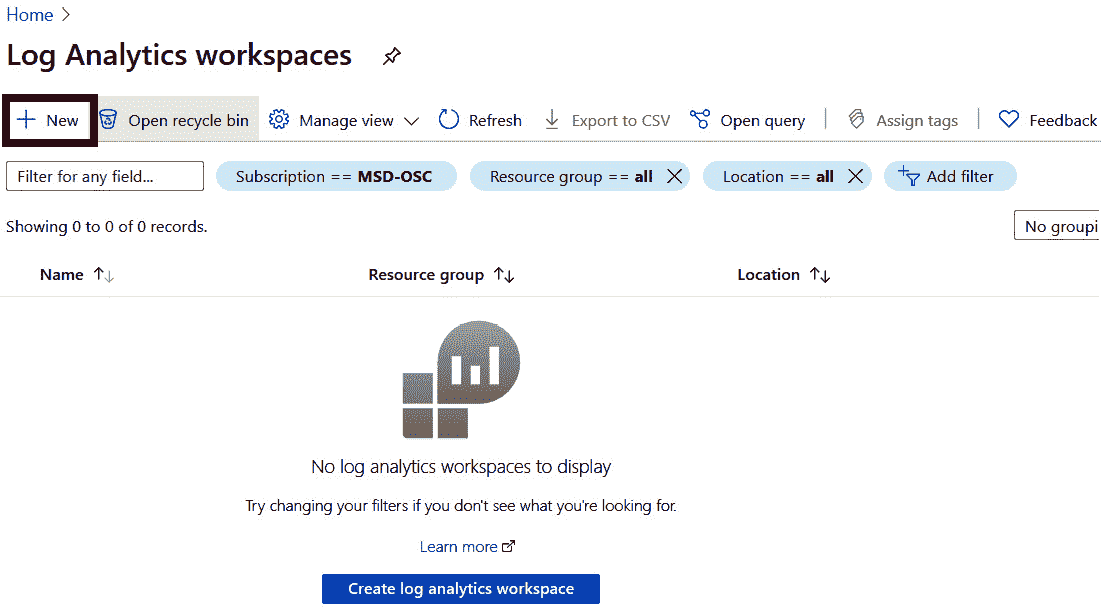 Home >
Log Analytics workspaces
+ New Open recycle bin Manage view Refresh Export to CSV Open query Assign tags Feedback
Filter for any field... Subscription == MSD-OSC Resource group == all Location == all Add filter
Showing 0 to 0 of 0 records. No groupi
Name Resource group Location
No log analytics workspaces to display
Try changing your filters if you don't see what you're looking for.
Learn more
Create log analytics workspace